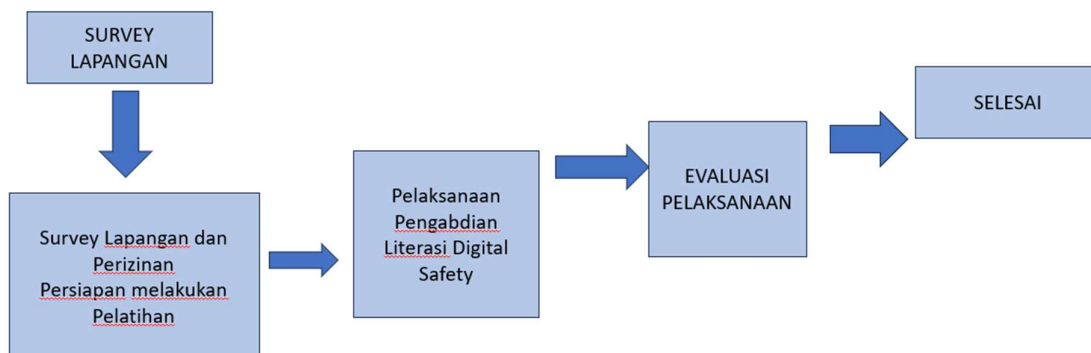 SURVEY
LAPANGAN
Survey Lapangan dan
Perizinan
Persiapan melakukan
Pelatihan
Pelaksanaan
Pengabdian
Literasi Digital
Safety
EVALUASI
PELAKSANAAN
SELESAI